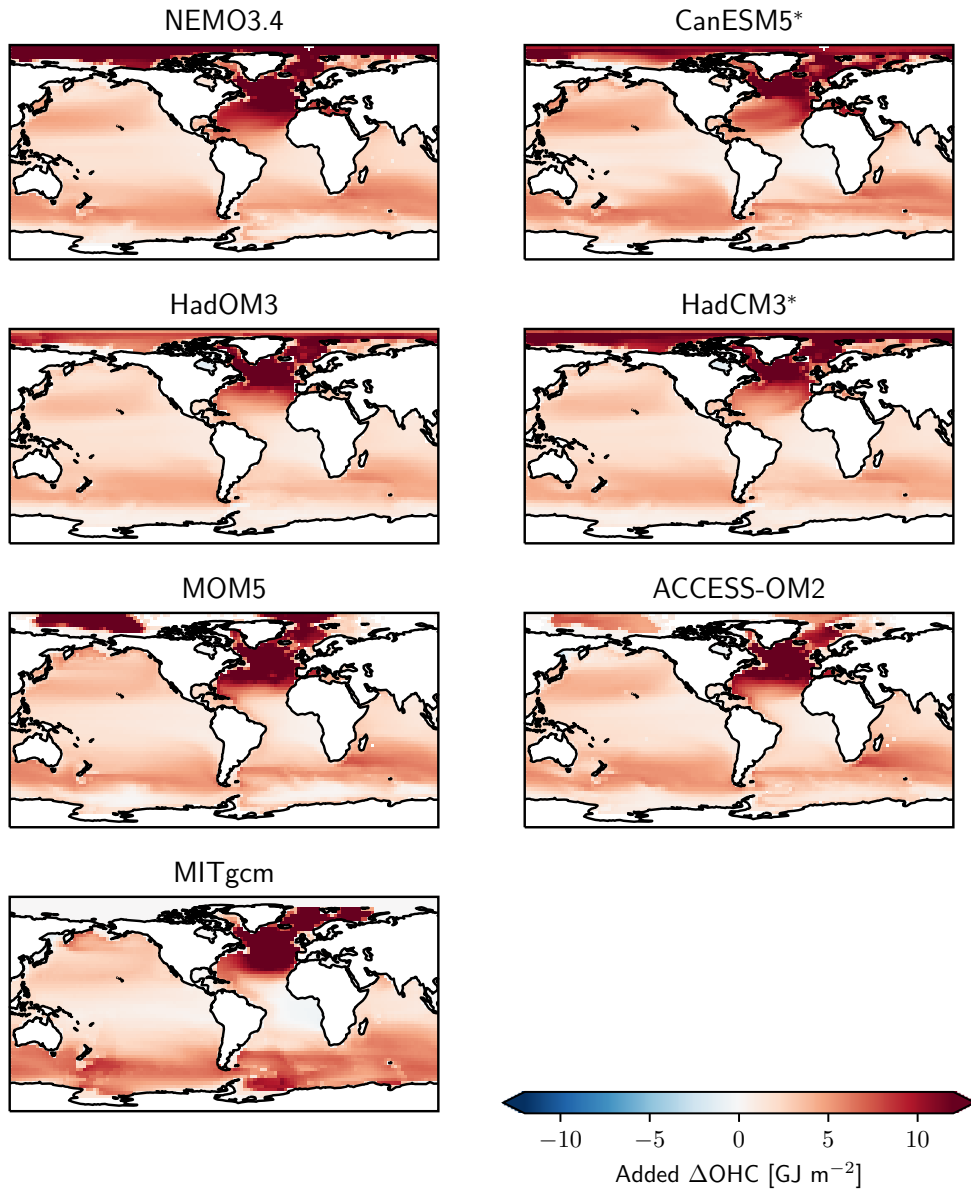 NEMO3.4
CanESM5*
HadOM3
HadCM3*
MOM5
ACCESS-OM2
MITgcm
−10 −5 0 5 10
Added ΔOHC [GJ m⁻²]